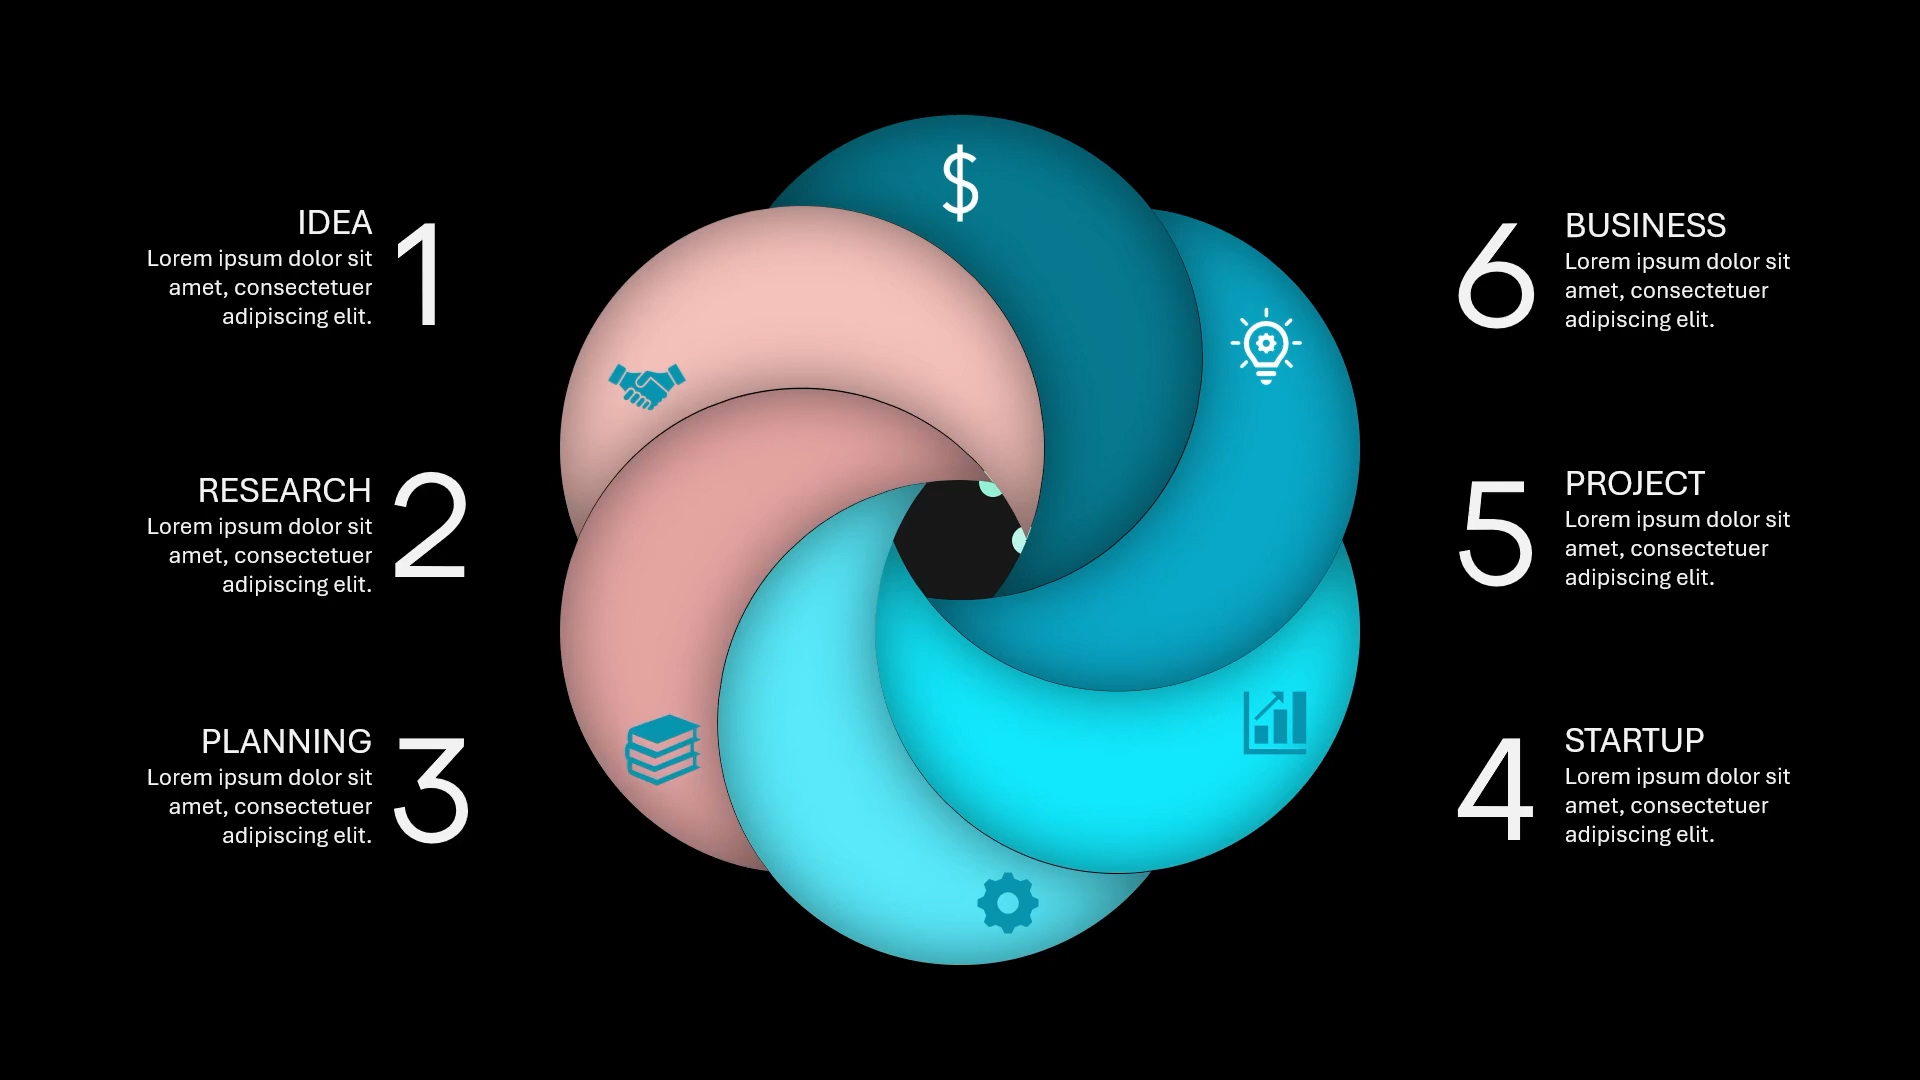 IDEA
Lorem ipsum dolor sit
amet, consectetuer
adipiscing elit.
1
RESEARCH
Lorem ipsum dolor sit
amet, consectetuer
adipiscing elit.
2
PLANNING
Lorem ipsum dolor sit
amet, consectetuer
adipiscing elit.
3
$
6
BUSINESS
Lorem ipsum dolor sit
amet, consectetuer
adipiscing elit.
5
PROJECT
Lorem ipsum dolor sit
amet, consectetuer
adipiscing elit.
4
STARTUP
Lorem ipsum dolor sit
amet, consectetuer
adipiscing elit.